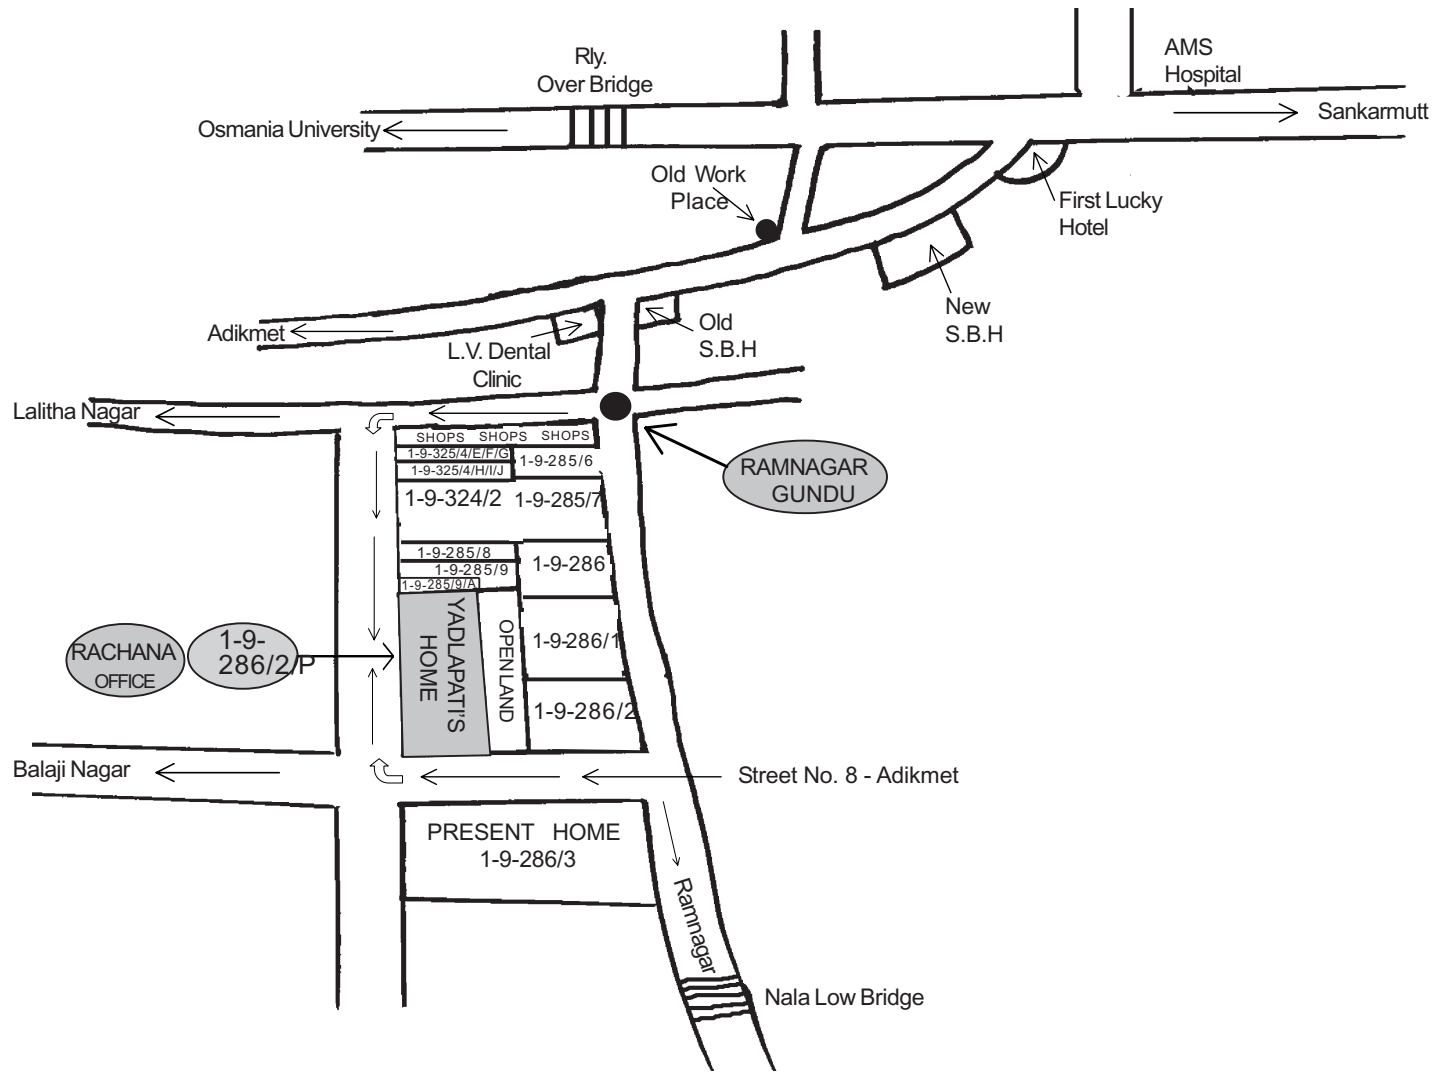 AMS
Hospital
Rly.
Over Bridge
Sankarmutt
Osmania University
Old Work
Place
First Lucky
Hotel
New
S.B.H
Old
S.B.H
Adikmet
L.V. Dental
Clinic
Lalitha Nagar
SHOPS SHOPS SHOPS
1-9-325/4/E/F/G
1-9-285/6
1-9-325/4/H/I/J
RAMNAGAR
GUNDU
1-9-324/2
1-9-285/7
1-9-285/8
1-9-286
1-9-285/9
1-9-285/9/A
YADLAPATI'S
HOME
OPEN LAND
1-9-286/1
RACHANA
OFFICE
1-9-
286/2/P
1-9-286/2
Balaji Nagar
Street No. 8 - Adikmet
PRESENT HOME
1-9-286/3
Ramnagar
Nala Low Bridge